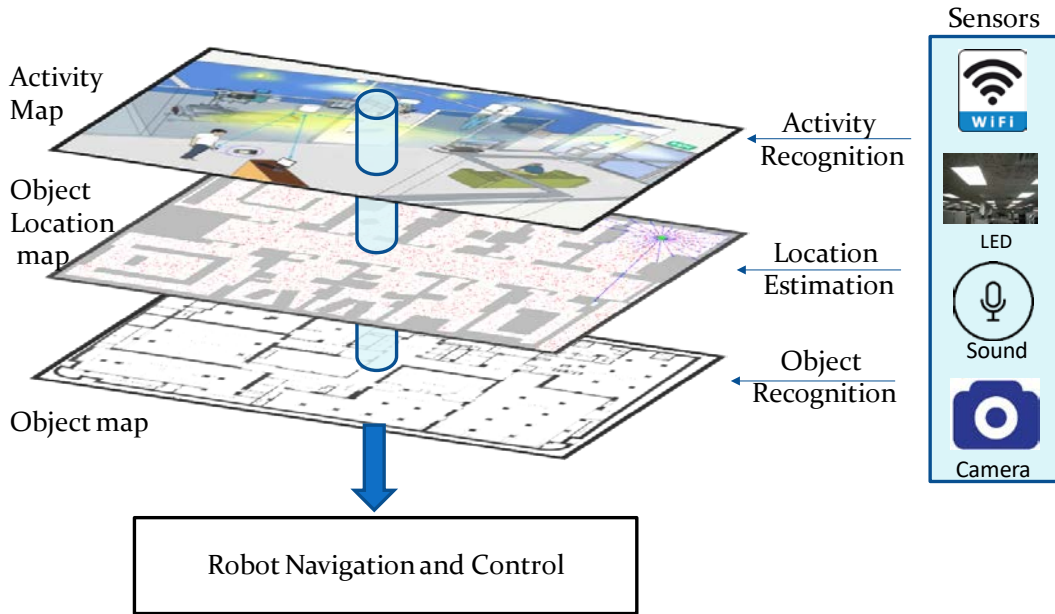 Sensors
WiFi
Activity
Map
Activity
Recognition
LED
Object
Location
map
Location
Estimation
Sound
Object
Recognition
Object map
Camera
Robot Navigation and Control